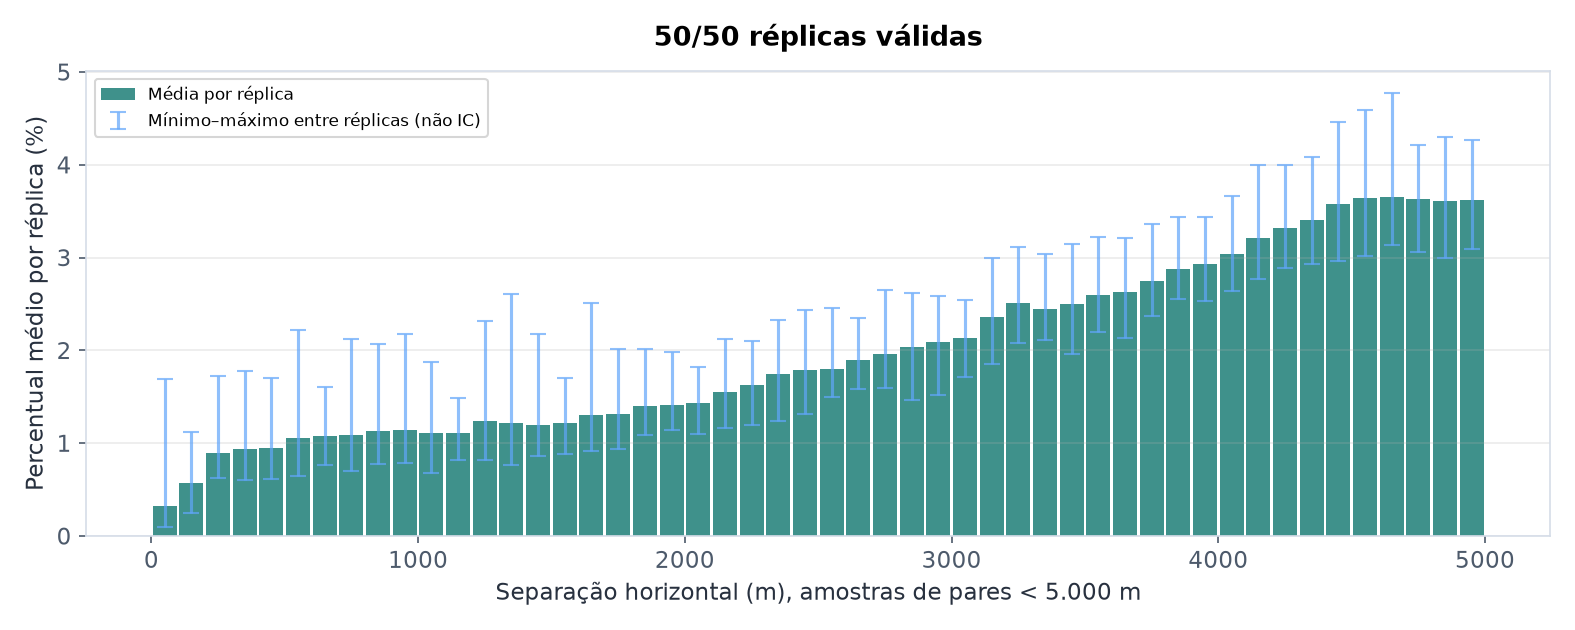 50/50 réplicas válidas
Média por réplica
Mínimo–máximo entre réplicas (não IC)
Percentual médio por réplica (%)
5
4
3
2
1
0
0 1000 2000 3000 4000 5000
Separação horizontal (m), amostras de pares < 5.000 m